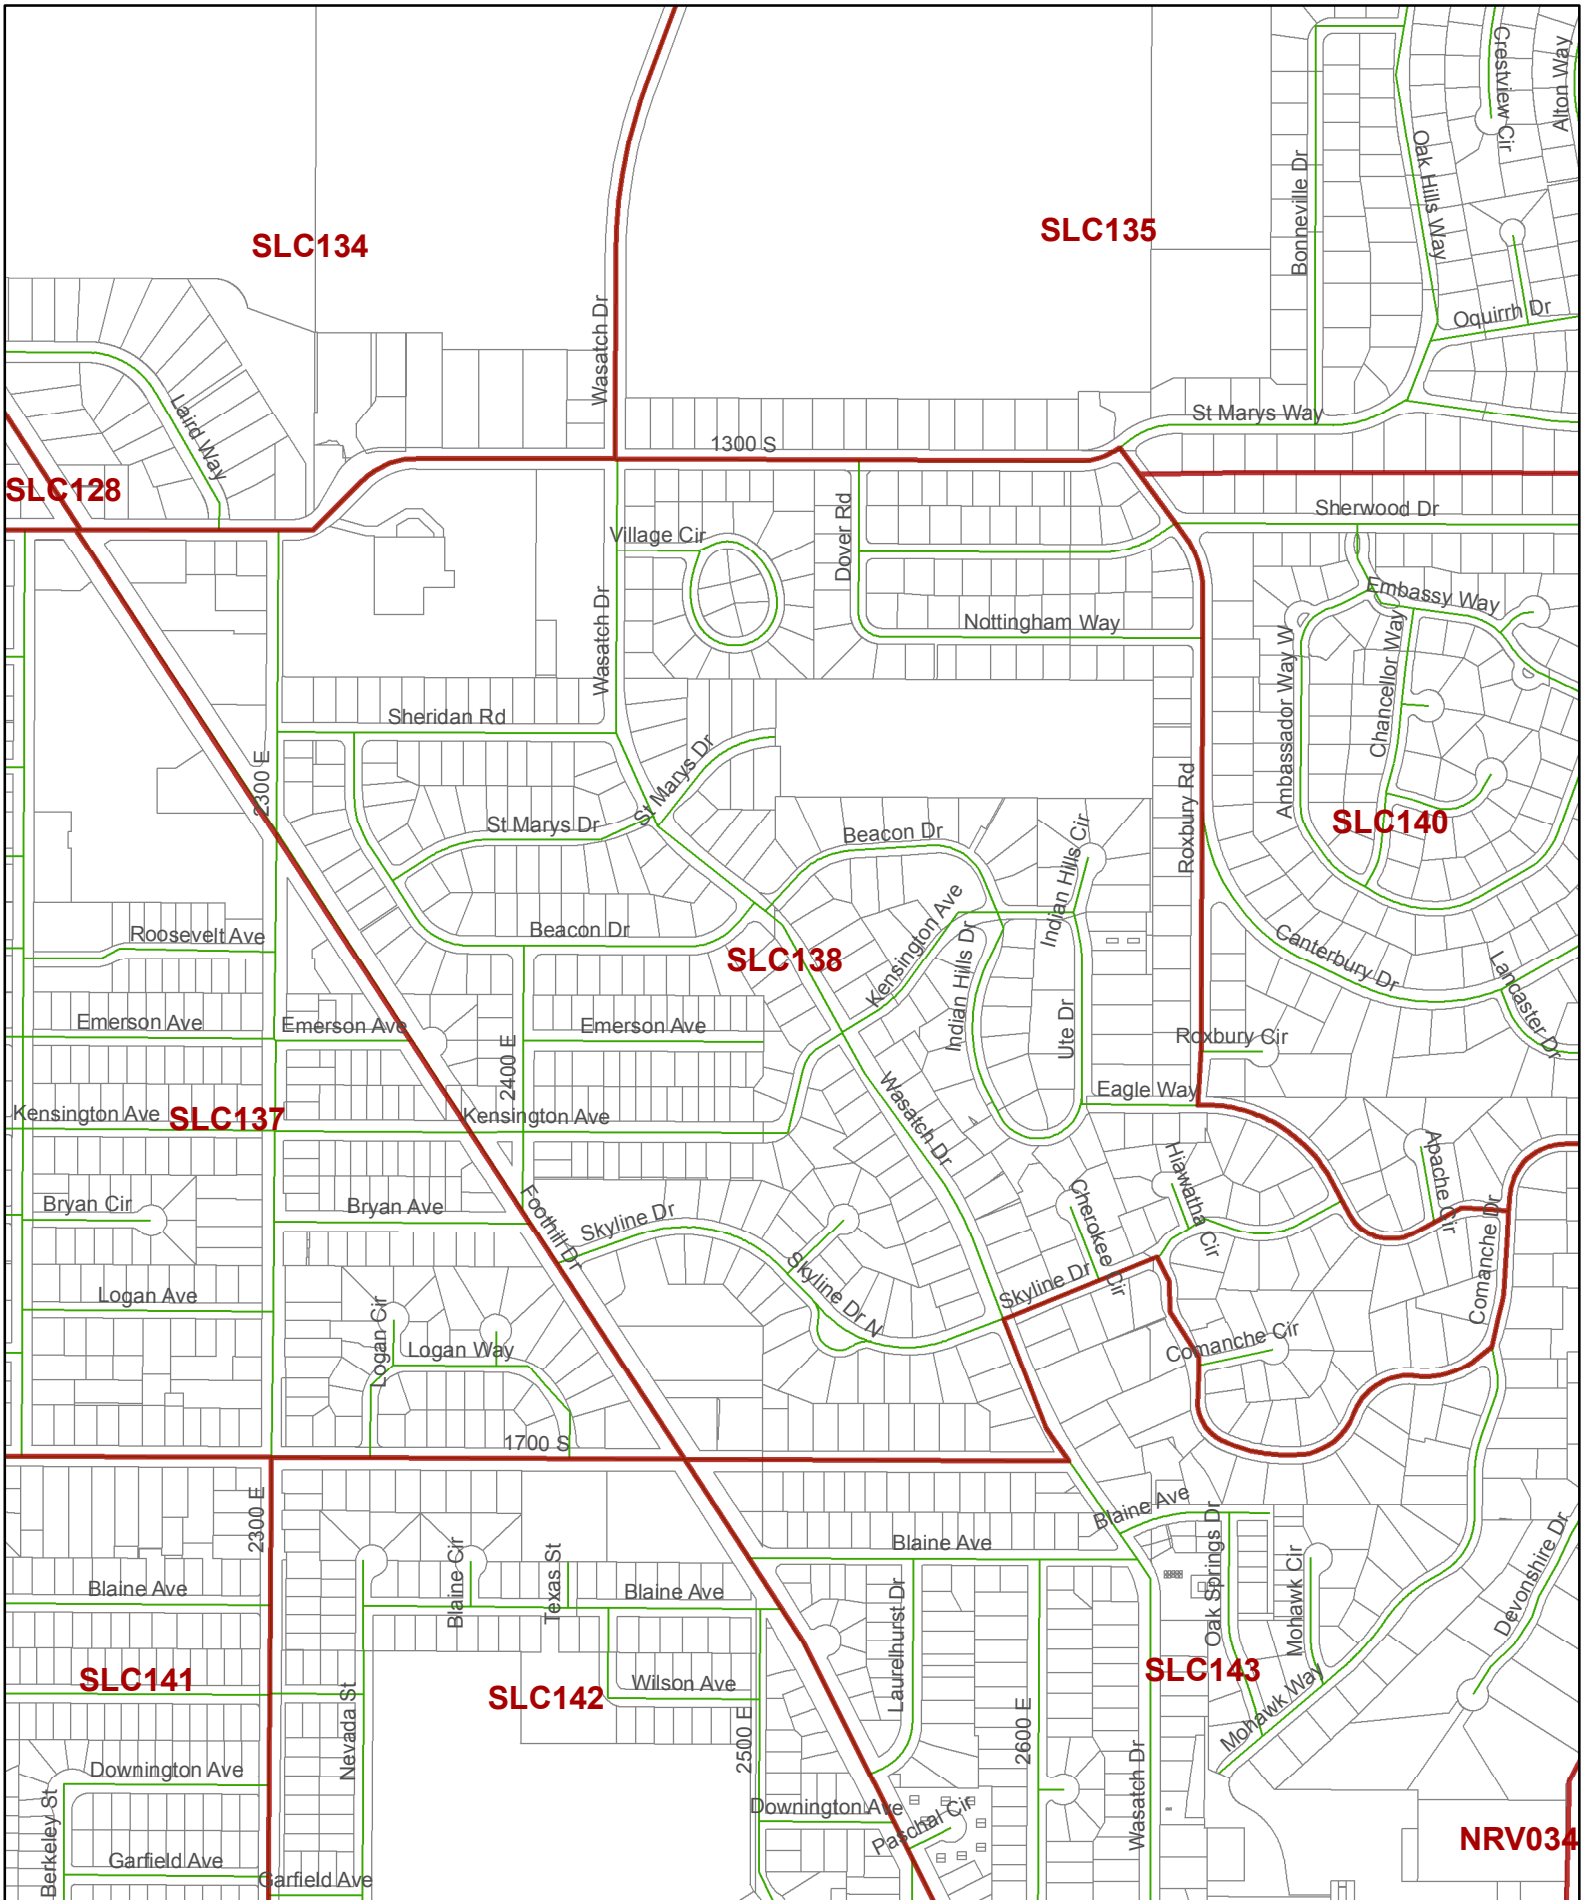 Crestview Cir
Alton Way
Oak Hills Way
Bonneville Dr
SLC134
SLC135
Oquirrh Dr
Wasatch Dr
Laird Way
St Marys Way
1300 S
SLC128
Sherwood Dr
Village Cir
Dover Rd
Embassy Way
Nottingham Way
Wasatch Dr
Ambassador Way W
Chancellor Way
Sheridan Rd
St Marys Dr
2300 E
Roxbury Rd
St Marys Dr
Beacon Dr
SLC140
Indian Hills Cir
Kensington Ave
Beacon Dr
Roosevelt Ave
SLC138
Indian Hills Dr
Canterbury Dr
Lancaster Dr
Emerson Ave
Emerson Ave
Emerson Ave
Ute Dr
Roxbury Cir
2400 E
Eagle Way
Wasatch Dr
Kensington Ave
SLC137
Kensington Ave
Hiawatha Cir
Apache Cir
Bryan Cir
Bryan Ave
Foothill Dr
Skyline Dr
Cherokee Cir
Comanche Dr
Logan Ave
Skyline Dr N
Skyline Dr
Logan Cir
Logan Way
Comanche Cir
1700 S
2300 E
Blaine Ave
Blaine Ave
Oak Springs Dr
Devonshire Dr
Blaine Ave
Blaine Cir
Texas St
Blaine Ave
Laurelhurst Dr
Mohawk Cir
SLC141
SLC142
Wilson Ave
SLC143
Mohawk Way
Nevada St
2500 E
2600 E
Downington Ave
Wasatch Dr
Downington Ave
Paschal Cir
NRV034
Berkeley St
Garfield Ave
Garfield Ave